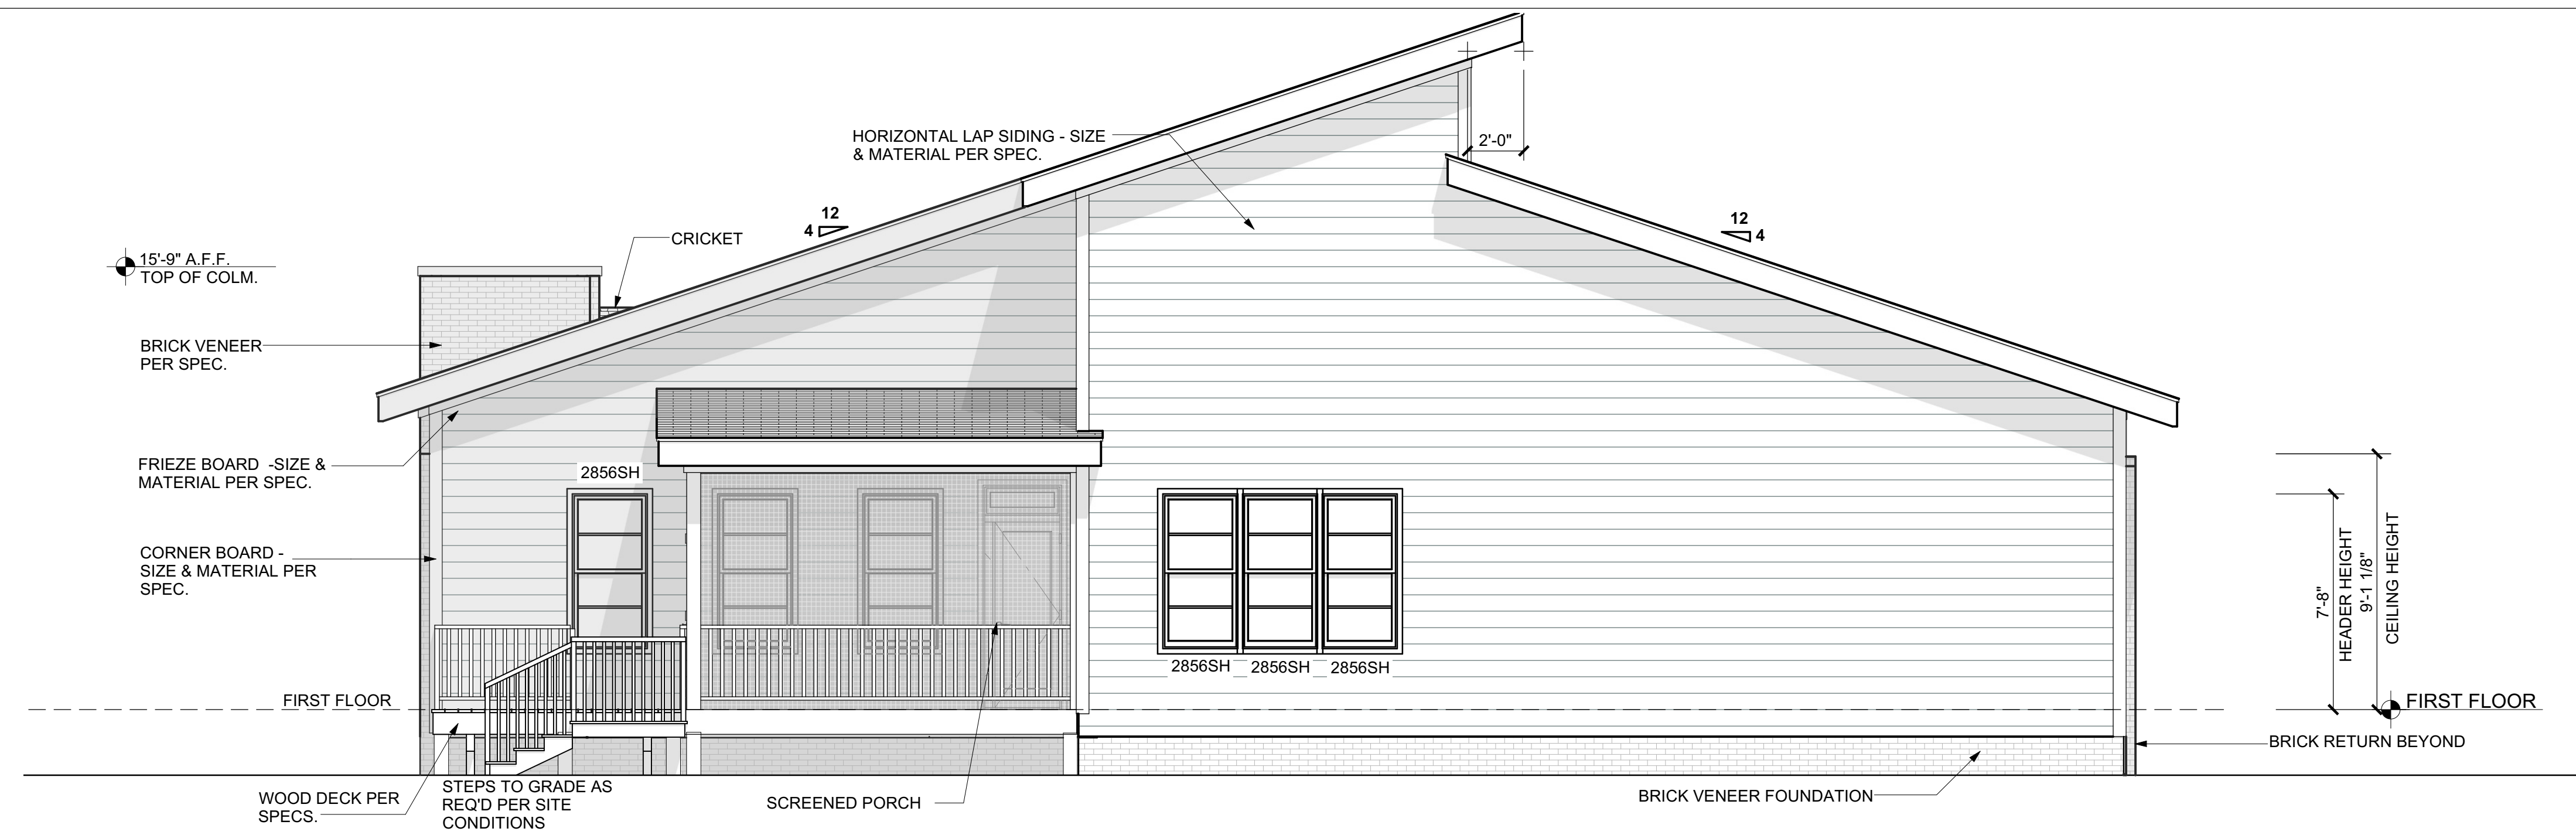 HORIZONTAL LAP SIDING - SIZE
& MATERIAL PER SPEC.
2'-0"
12
4
12
4
CRICKET
15'-9" A.F.F.
TOP OF COLM.
BRICK VENEER
PER SPEC.
FRIEZE BOARD -SIZE &
MATERIAL PER SPEC.
2856SH
CORNER BOARD -
SIZE & MATERIAL PER
SPEC.
7'-8"
HEADER HEIGHT
9'-1 1/8"
CEILING HEIGHT
2856SH
2856SH
2856SH
FIRST FLOOR
FIRST FLOOR
BRICK RETURN BEYOND
WOOD DECK PER
SPECS.
STEPS TO GRADE AS
REQ'D PER SITE
CONDITIONS
SCREENED PORCH
BRICK VENEER FOUNDATION